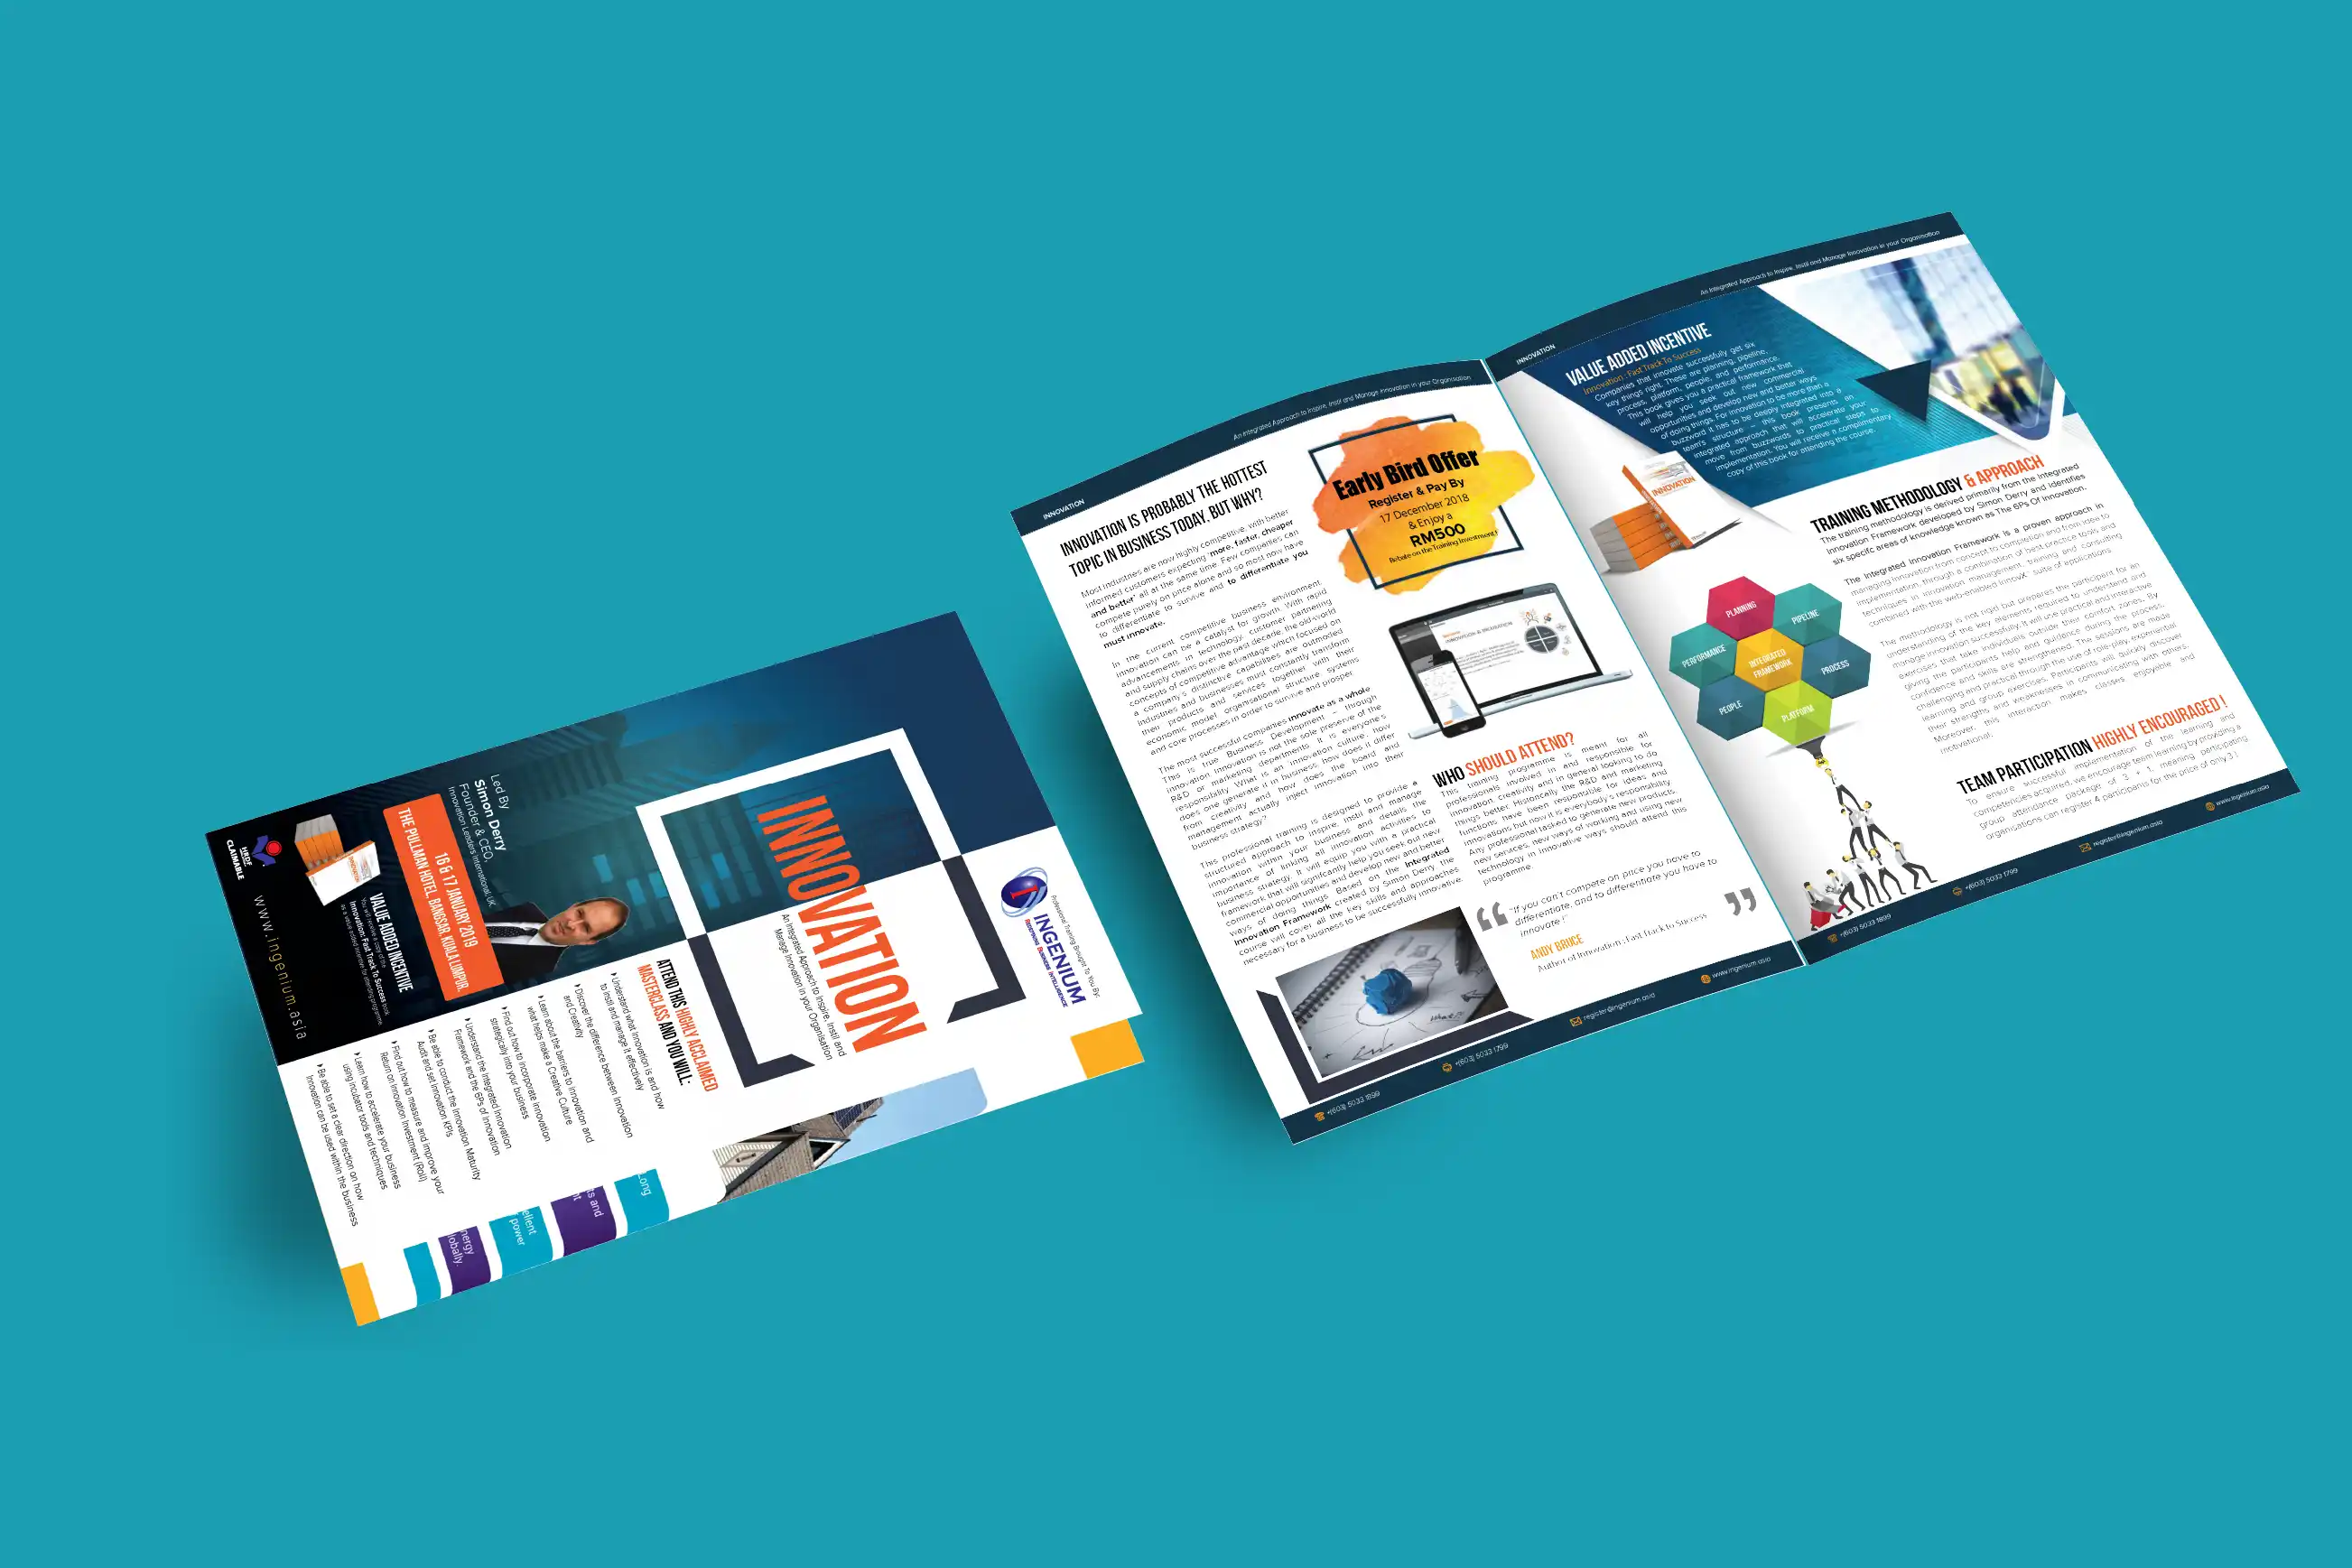 Professional Training Brought To You By:
INGENIUM
RESOLVING BUSINESS INTELLIGENCE
INNOVATION
An Integrated Approach to Inspire, Instil and
Manage Innovation in your Organisation
Led By
Simon Derry
Founder & CEO,
Innovation Leaders International, UK.
16 & 17 JANUARY 2019
THE PULLMAN HOTEL, BANGSAR, KUALA LUMPUR.
VALUE ADDED INCENTIVE
You will receive a copy of the
Innovation: Fast Track To Success book
as a value added incentive for attending programme
HRDF
CLAIMABLE
www.ingenium.asia
ATTEND THIS HIGHLY ACCLAIMED
MASTERCLASS AND YOU WILL:
Understand what Innovation is and how
to instil and manage it effectively
Discover the difference between Innovation
and Creativity
Learn about the barriers to Innovation and
what helps make a Creative Culture
Find out how to incorporate Innovation
strategically into your business
Understand the Integrated Innovation
Framework and the 6Ps of Innovation
Be able to conduct the Innovation Maturity
Audit and set Innovation KPIs
Find out how to measure and improve your
Return on Innovation Investment (RoII)
Learn how to accelerate your business
using incubator tools and techniques
Be able to set a clear direction on how
Innovation can be used within the business
Long
ts and
nt
ellent
power
nergy
lobally.
INNOVATION
An Integrated Approach to Inspire, Instil and Manage Innovation in your Organisation
INNOVATION IS PROBABLY THE HOTTEST
TOPIC IN BUSINESS TODAY. BUT WHY?
Most industries are now highly competitive, with better
informed customers expecting 'more, faster, cheaper
and better' all at the same time. Few companies can
compete purely on price alone and so most now have
to differentiate to survive and to differentiate you
must innovate.
In the current competitive business environment
innovation can be a catalyst for growth. With rapid
advancements in technology, customer partnering
and supply chains over the past decade, the old world
concepts of competitive advantage which focused on
a company's distinctive capabilities are outmoded
industries and businesses must constantly transform
their products and services together with their
economic model, organisational structure systems
and core processes in order to survive and prosper.
The most successful companies innovate as a whole
This is true Business Development – through
innovation Innovation is not the sole preserve of the
R&D or marketing departments. It is everyone's
responsibility. What is an 'innovation culture', how
does one generate it in business, how does it differ
from creativity and how does the board and
management actually inject innovation into their
business strategy?
This professional training is designed to provide a
structured approach to inspire, instil and manage
innovation within your business and details the
importance of linking all innovation activities to
business strategy. It will equip you with a practical
framework that will significantly help you seek out new
commercial opportunities and develop new and better
ways of doing things. Based on the Integrated
Innovation Framework created by Simon Derry the
course will cover all the key skills and approaches
necessary for a business to be successfully innovative.
Early Bird Offer
Register & Pay By
17 December 2018
& Enjoy a
RM500
Rebate on the Training Investment!
WHO SHOULD ATTEND?
This training programme is meant for all
professionals involved in and responsible for
innovation, creativity and in general looking to do
things better. Historically the R&D and marketing
functions have been responsible for ideas and
innovations but now it is everybody's responsibility
Any professional tasked to generate new products,
new services, new ways of working and using new
technology in innovative ways should attend this
programme.
"If you can't compete on price you have to
differentiate, and to differentiate you have to
innovate!"
ANDY BRUCE
Author of Innovation : Fast Track to Success
+(603) 5033 1899
+(603) 5033 1799
register@ingenium.asia
www.ingenium.asia
INNOVATION
An Integrated Approach to Inspire, Instil and Manage Innovation in your Organisation
VALUE ADDED INCENTIVE
Innovation : Fast Track To Success
Companies that innovate successfully get six
key things right. These are planning, pipeline,
process, platform, people, and performance.
This book gives you a practical framework that
will help you seek out new commercial
opportunities and develop new and better ways
of doing things. For innovation to be more than a
buzzword it has to be deeply integrated into a
team's structure – this book presents an
integrated approach that will accelerate your
move from buzzwords to practical steps to
implementation. You will receive a complimentary
copy of this book for attending the course.
INNOVATION
TRAINING METHODOLOGY & APPROACH
The training methodology is derived primarily from the Integrated
Innovation Framework developed by Simon Derry and identifies
six specifc areas of knowledge known as The 6Ps Of Innovation.
The Integrated Innovation Framework is a proven approach in
managing innovation from concept to completion and from idea to
implementation, through a combination of best practice tools and
techniques in innovation management, training and consulting
combined with the web-enabled InnovX suite of applications
The methodology is not rigid but prepares the participant for an
understanding of the key elements required to understand and
manage innovation successfully. It will use practical and interactive
exercises that take individuals outside their comfort zones. By
giving the participants help and guidance during the process,
confidence and skills are strengthened. The sessions are made
challenging and practical through the use of role-play, experiential
learning and group exercises. Participants will quickly discover
their strengths and weaknesses in communicating with others.
Moreover, this interaction makes classes, enjoyable and
motivational.
PLANNING
PIPELINE
PERFORMANCE
INTEGRATED
FRAMEWORK
PROCESS
PEOPLE
PLATFORM
TEAM PARTICIPATION HIGHLY ENCOURAGED !
To ensure successful implementation of the learning and
competencies acquired, we encourage team learning by providing a
group attendance package of 3 + 1, meaning participating
organisations can register 4 participants for the price of only 3 !
+(603) 5033 1899
+(603) 5033 1799
register@ingenium.asia
www.ingenium.asia